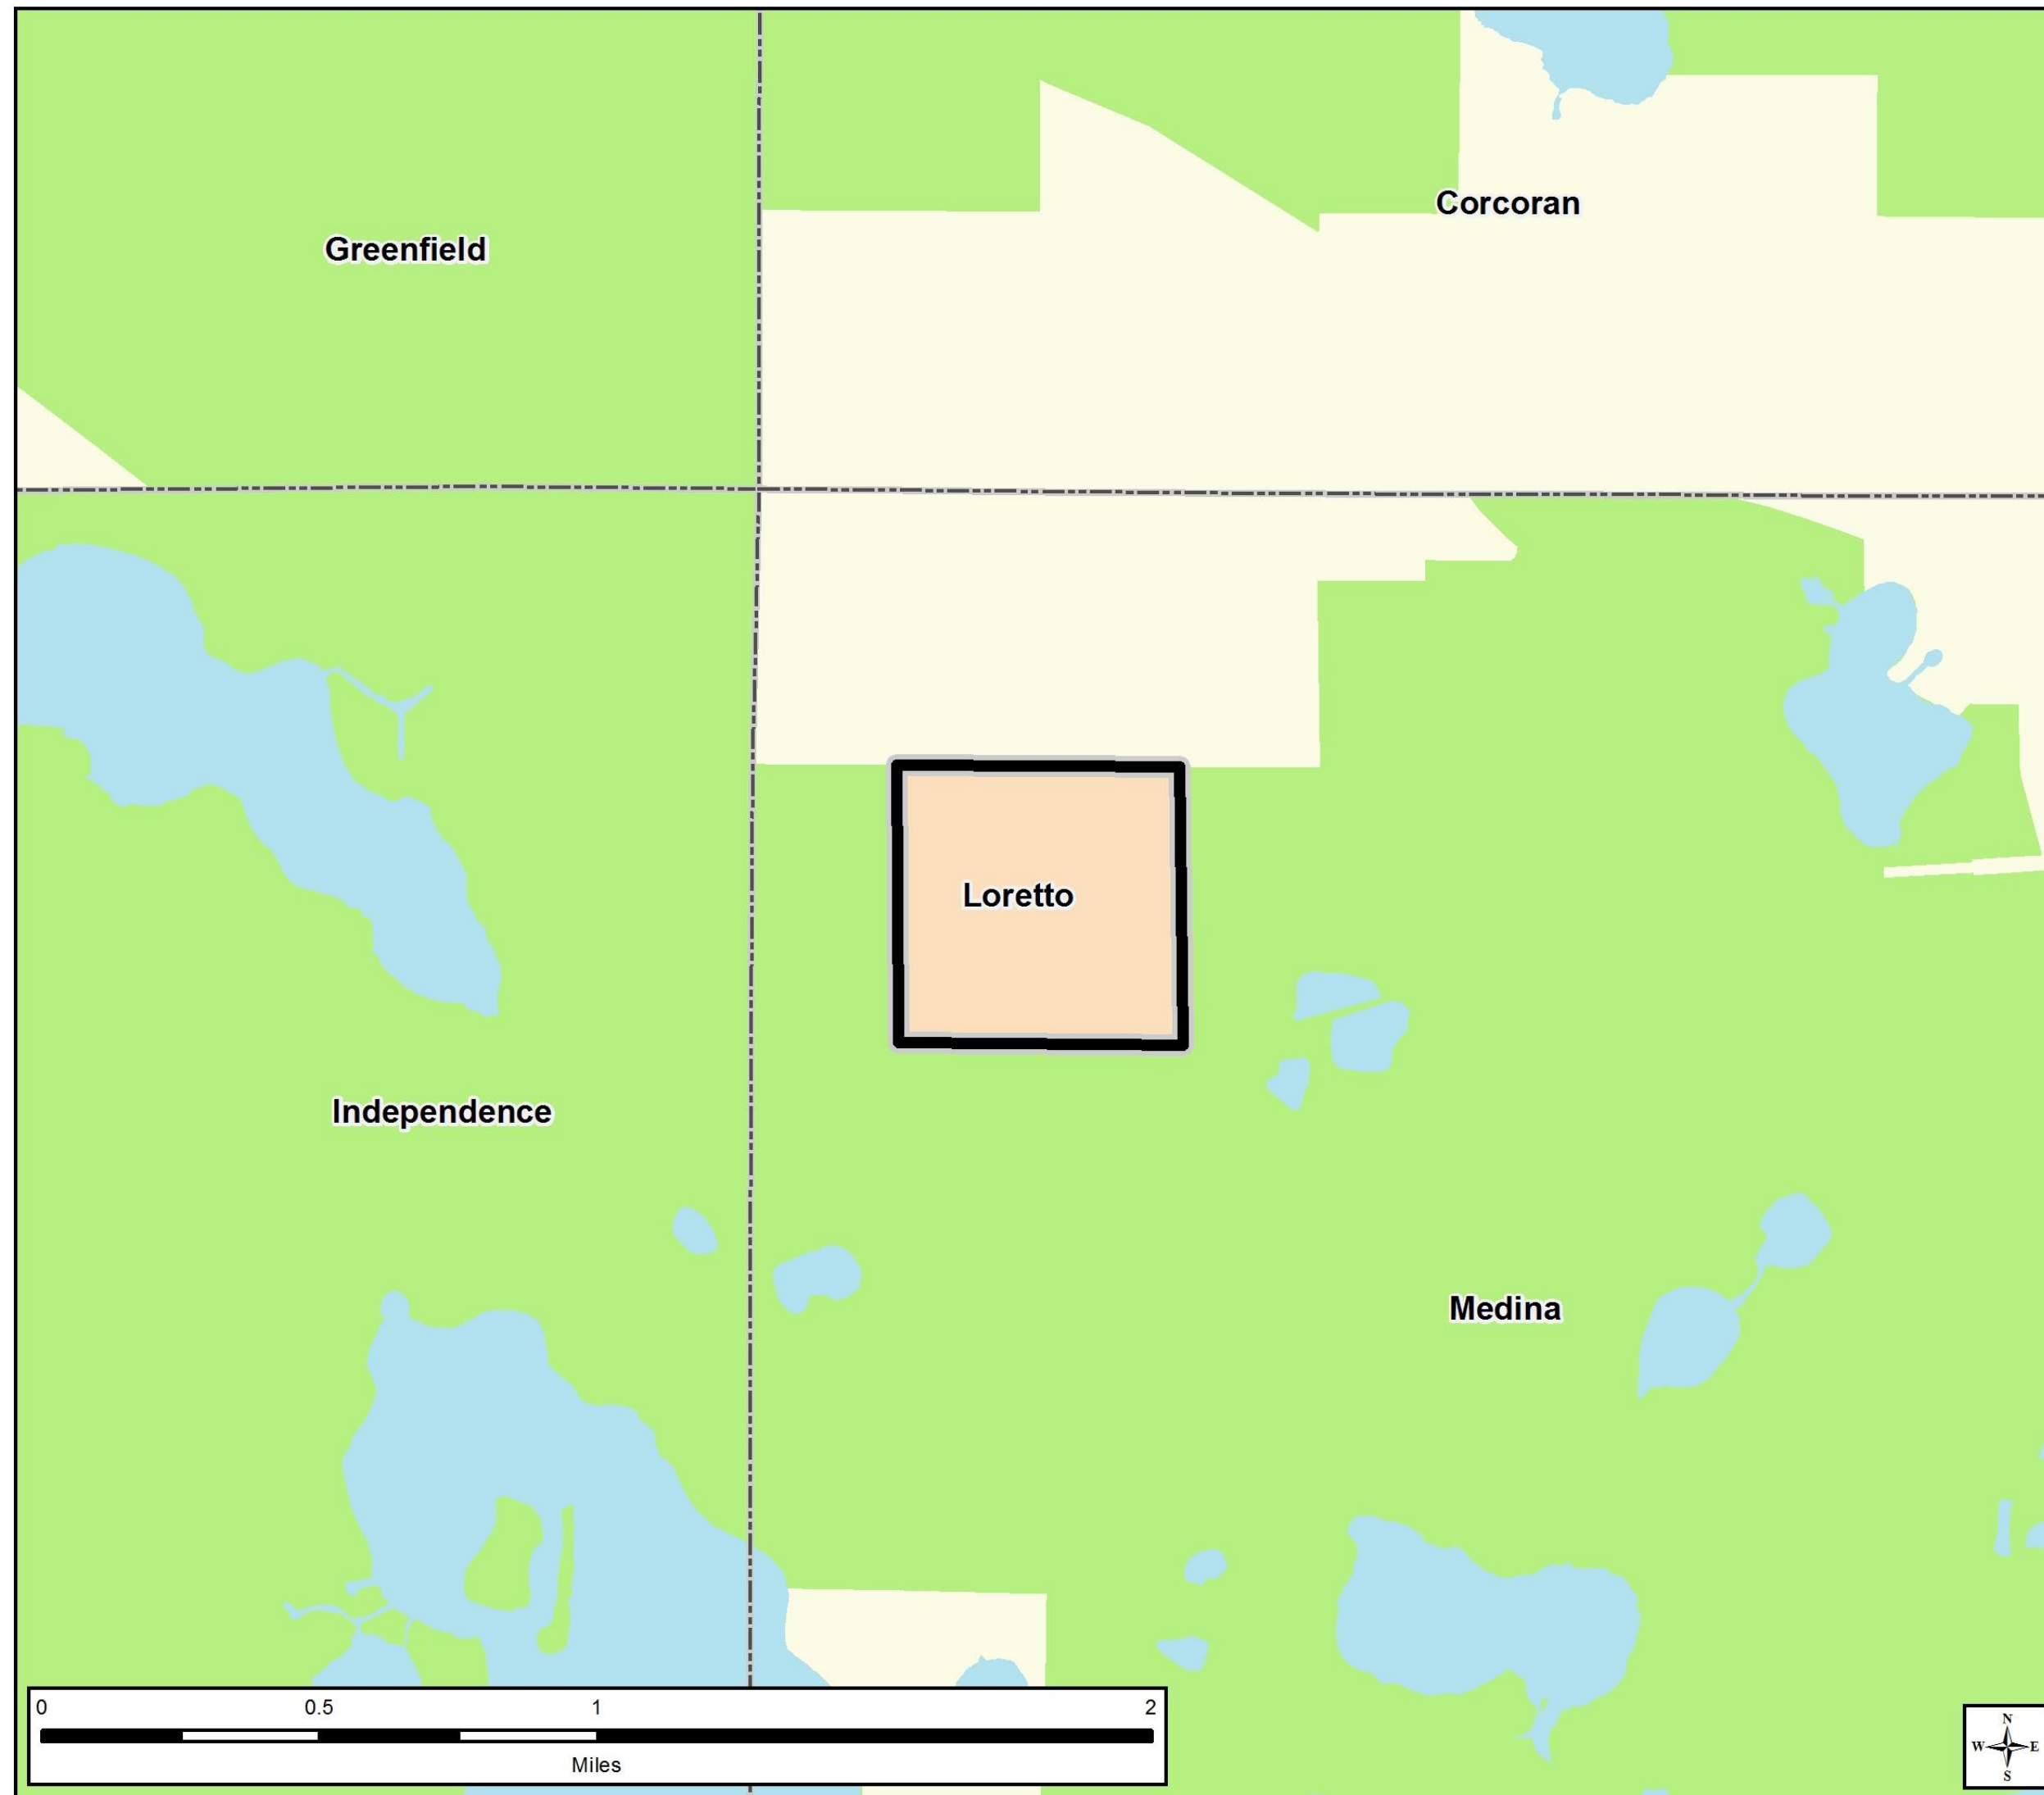 Corcoran
Greenfield
Loretto
Independence
Medina
0 0.5 1 2
Miles
N
W E
S